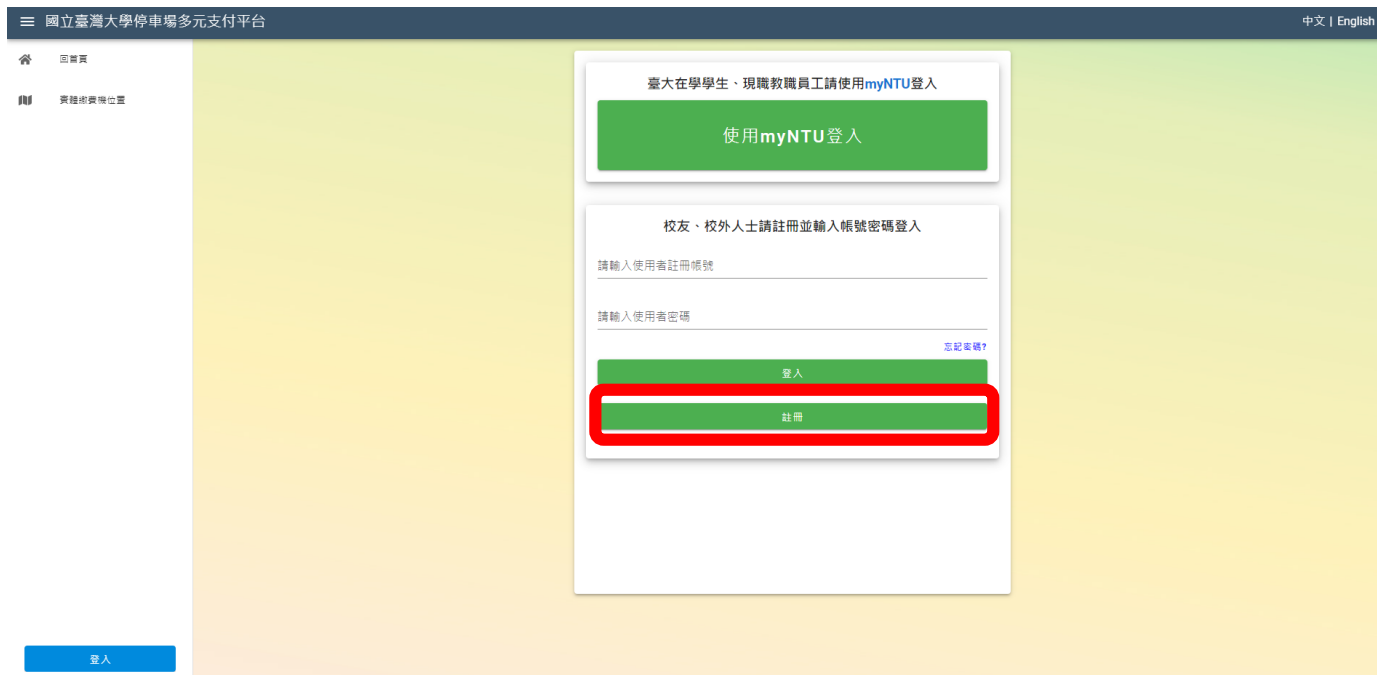 國立臺灣大學停車場多元支付平台
中文 | English
回首頁
實體繳費機位置
臺大在學學生、現職教職員工請使用myNTU登入
使用myNTU登入
校友、校外人士請註冊並輸入帳號密碼登入
請輸入使用者註冊帳號
請輸入使用者密碼
忘記密碼?
登入
註冊
登入